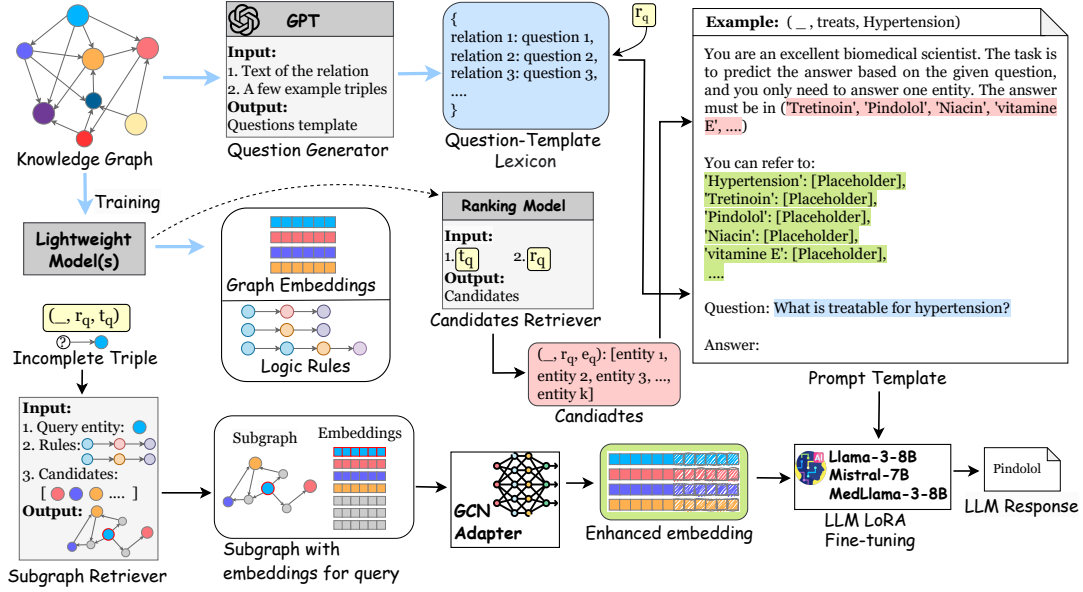 Knowledge Graph
GPT
Input:
1. Text of the relation
2. A few example triples
Output:
Questions template
Question Generator
{
relation 1: question 1,
relation 2: question 2,
relation 3: question 3,
....
}
Question-Template
Lexicon
r_q
Example: ( _ , treats, Hypertension)
You are an excellent biomedical scientist. The task is
to predict the answer based on the given question,
and you only need to answer one entity. The answer
must be in ('Tretinoin', 'Pindolol', 'Niacin', 'vitamine
E', ....)
You can refer to:
'Hypertension': [Placeholder],
'Tretinoin': [Placeholder],
'Pindolol': [Placeholder],
'Niacin': [Placeholder],
'vitamine E': [Placeholder],
....
Question: What is treatable for hypertension?
Answer:
Prompt Template
Training
Lightweight
Model(s)
Graph Embeddings
Logic Rules
Ranking Model
Input:
1. t_q 2. r_q
Output:
Candidates
Candidates Retriever
(_, r_q, e_q): [entity 1,
entity 2, entity 3, ...,
entity k]
Candiadtes
(_, r_q, t_q)
?
Incomplete Triple
Input:
1. Query entity:
2. Rules:
3. Candidates:
[ .... ]
Output:
Subgraph Retriever
Subgraph
Embeddings
Subgraph with
embeddings for query
GCN
Adapter
Enhanced embedding
AI
Llama-3-8B
Mistral-7B
MedLlama-3-8B
LLM LoRA
Fine-tuning
Pindolol
LLM Response